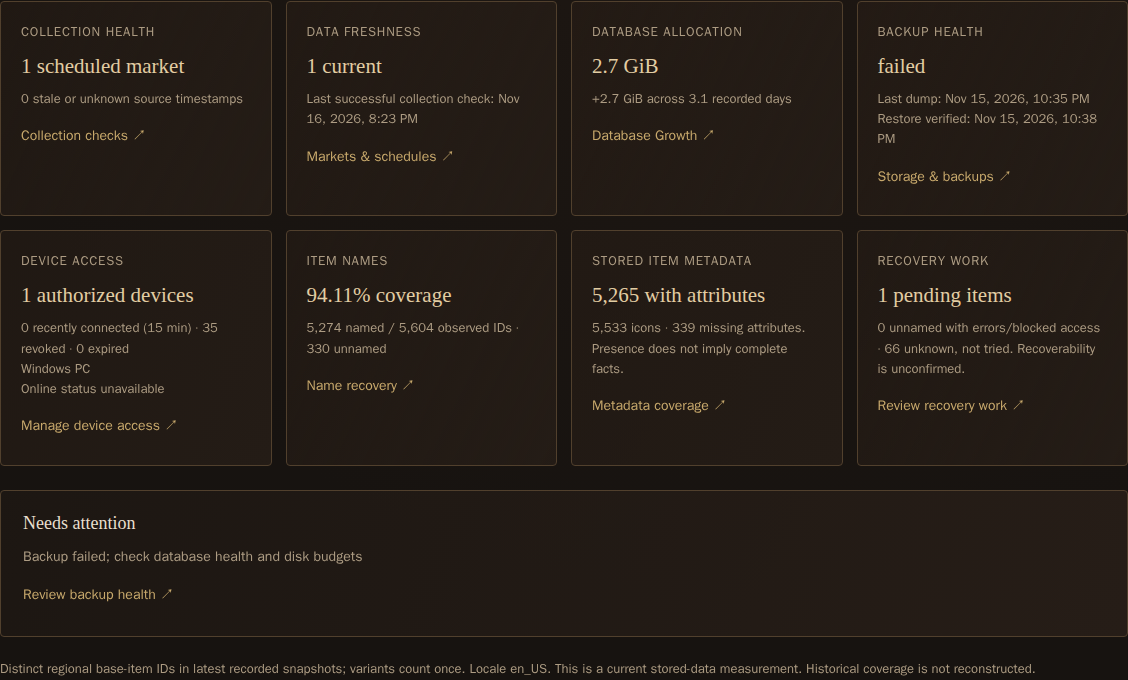 COLLECTION HEALTH
1 scheduled market
0 stale or unknown source timestamps
Collection checks ↗
DATA FRESHNESS
1 current
Last successful collection check: Nov
16, 2026, 8:23 PM
Markets & schedules ↗
DATABASE ALLOCATION
2.7 GiB
+2.7 GiB across 3.1 recorded days
Database Growth ↗
BACKUP HEALTH
failed
Last dump: Nov 15, 2026, 10:35 PM
Restore verified: Nov 15, 2026, 10:38
PM
Storage & backups ↗
DEVICE ACCESS
1 authorized devices
0 recently connected (15 min) · 35
revoked · 0 expired
Windows PC
Online status unavailable
Manage device access ↗
ITEM NAMES
94.11% coverage
5,274 named / 5,604 observed IDs ·
330 unnamed
Name recovery ↗
STORED ITEM METADATA
5,265 with attributes
5,533 icons · 339 missing attributes.
Presence does not imply complete
facts.
Metadata coverage ↗
RECOVERY WORK
1 pending items
0 unnamed with errors/blocked access
· 66 unknown, not tried. Recoverability
is unconfirmed.
Review recovery work ↗
Needs attention
Backup failed; check database health and disk budgets
Review backup health ↗
Distinct regional base-item IDs in latest recorded snapshots; variants count once. Locale en_US. This is a current stored-data measurement. Historical coverage is not reconstructed.